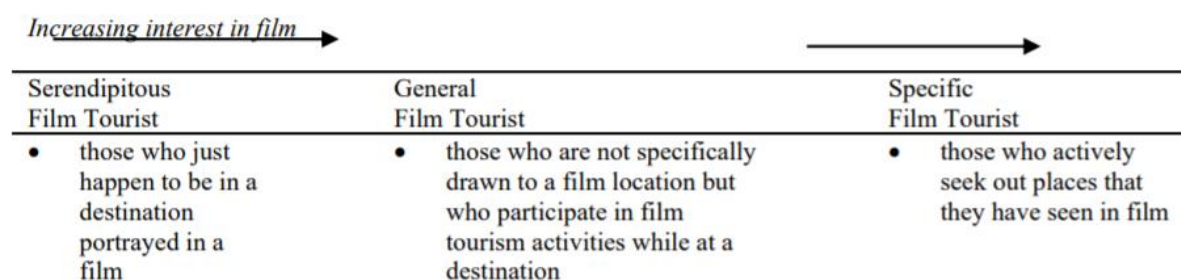 Increasing interest in film
Serendipitous
Film Tourist
General
Film Tourist
Specific
Film Tourist
• those who just
happen to be in a
destination
portrayed in a
film
• those who are not specifically
drawn to a film location but
who participate in film
tourism activities while at a
destination
• those who actively
seek out places that
they have seen in film